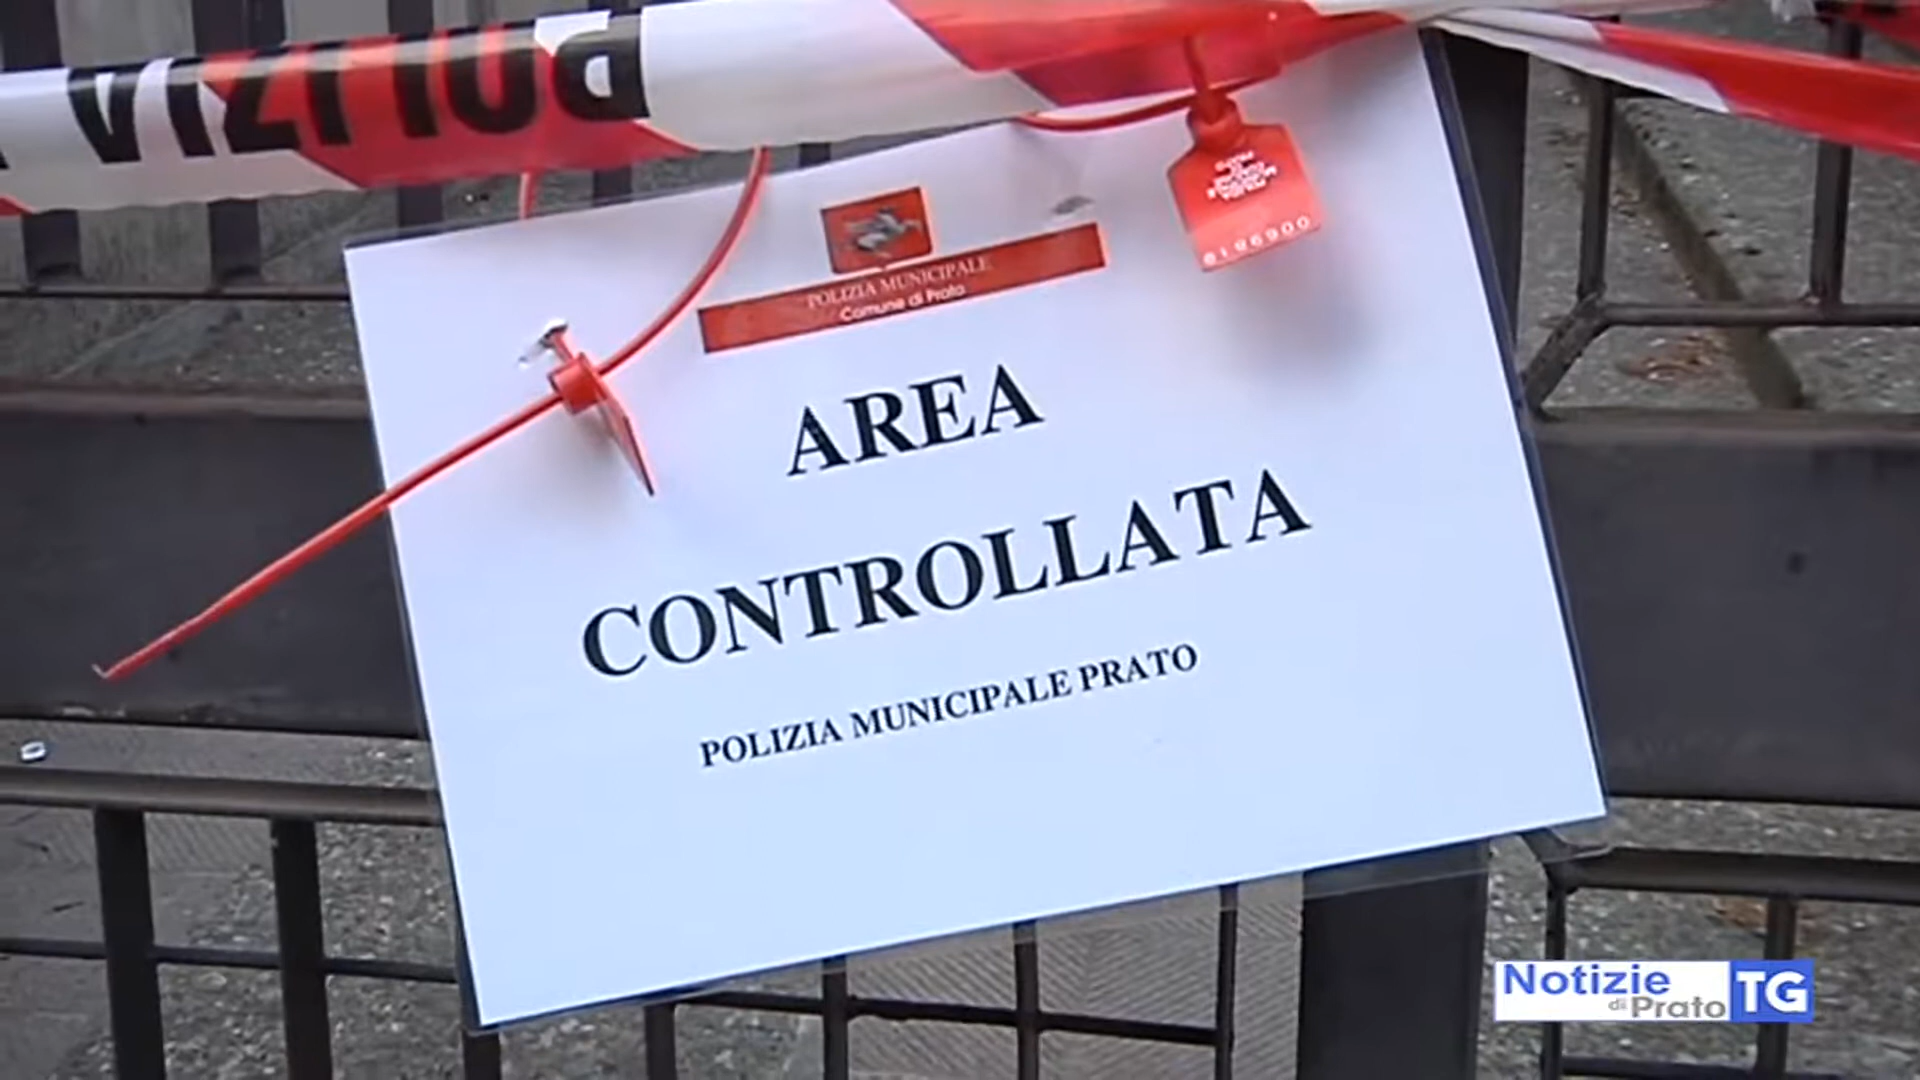 POLIZIA
POLIZIA MUNICIPALE
Comune di Prato
AREA
CONTROLLATA
POLIZIA MUNICIPALE PRATO
Notizie
di Prato
TG